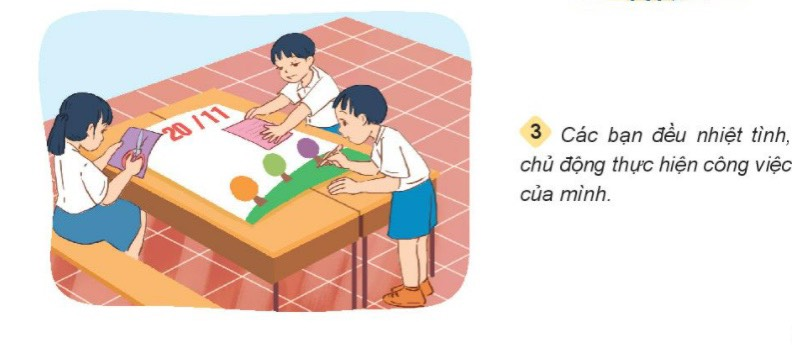 20/11
3 Các bạn đều nhiệt tình,
chủ động thực hiện công việc
của mình.